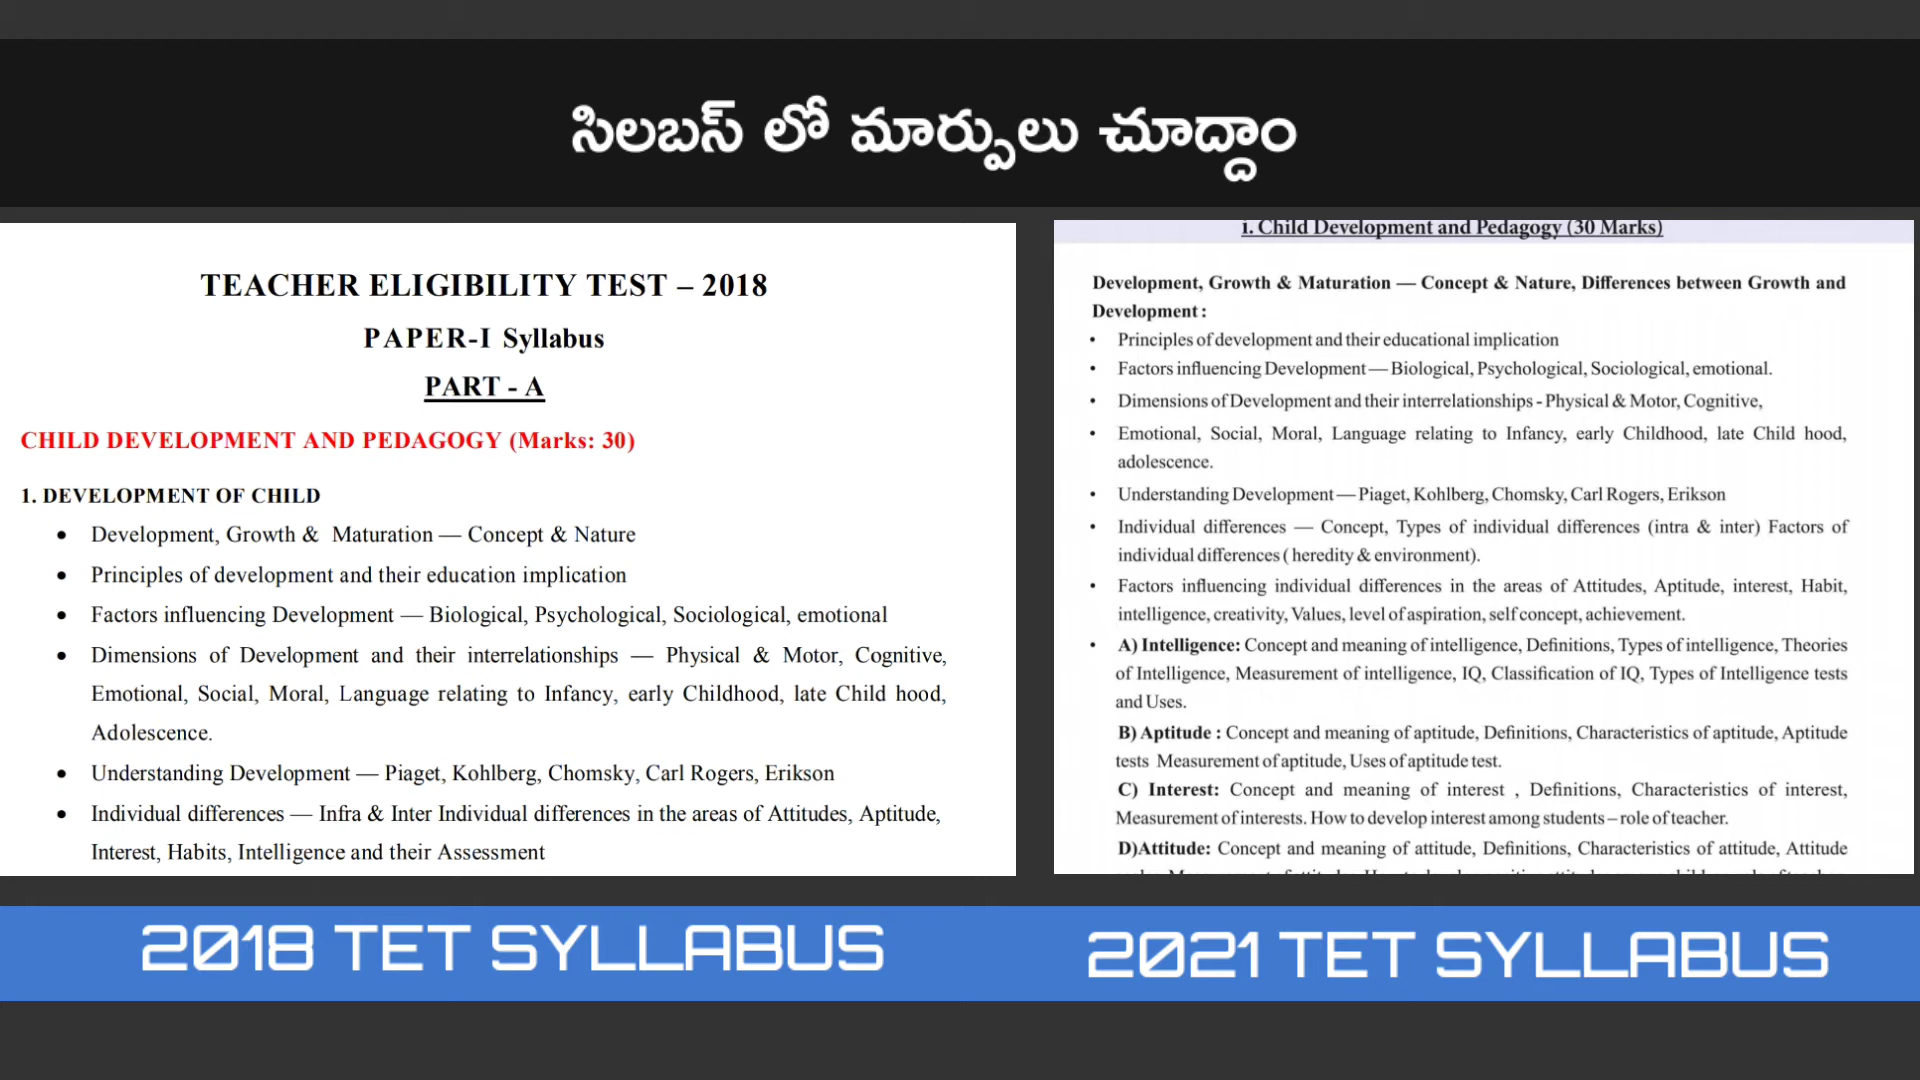 సిలబస్ లో మార్పులు చూద్దాం
TEACHER ELIGIBILITY TEST – 2018
PAPER-I Syllabus
PART - A
CHILD DEVELOPMENT AND PEDAGOGY (Marks: 30)
1. DEVELOPMENT OF CHILD
• Development, Growth & Maturation — Concept & Nature
• Principles of development and their education implication
• Factors influencing Development — Biological, Psychological, Sociological, emotional
• Dimensions of Development and their interrelationships — Physical & Motor, Cognitive,
Emotional, Social, Moral, Language relating to Infancy, early Childhood, late Child hood,
Adolescence.
• Understanding Development — Piaget, Kohlberg, Chomsky, Carl Rogers, Erikson
• Individual differences — Infra & Inter Individual differences in the areas of Attitudes, Aptitude,
Interest, Habits, Intelligence and their Assessment
2018 TET SYLLABUS
1. Child Development and Pedagogy (30 Marks)
Development, Growth & Maturation — Concept & Nature, Differences between Growth and
Development :
• Principles of development and their educational implication
• Factors influencing Development — Biological, Psychological, Sociological, emotional.
• Dimensions of Development and their interrelationships - Physical & Motor, Cognitive,
• Emotional, Social, Moral, Language relating to Infancy, early Childhood, late Child hood,
adolescence.
• Understanding Development — Piaget, Kohlberg, Chomsky, Carl Rogers, Erikson
• Individual differences — Concept, Types of individual differences (intra & inter) Factors of
individual differences ( heredity & environment).
• Factors influencing individual differences in the areas of Attitudes, Aptitude, interest, Habit,
intelligence, creativity, Values, level of aspiration, self concept, achievement.
• A) Intelligence: Concept and meaning of intelligence, Definitions, Types of intelligence, Theories
of Intelligence, Measurement of intelligence, IQ, Classification of IQ, Types of Intelligence tests
and Uses.
B) Aptitude : Concept and meaning of aptitude, Definitions, Characteristics of aptitude, Aptitude
tests Measurement of aptitude, Uses of aptitude test.
C) Interest: Concept and meaning of interest , Definitions, Characteristics of interest,
Measurement of interests. How to develop interest among students – role of teacher.
D)Attitude: Concept and meaning of attitude, Definitions, Characteristics of attitude, Attitude
2021 TET SYLLABUS